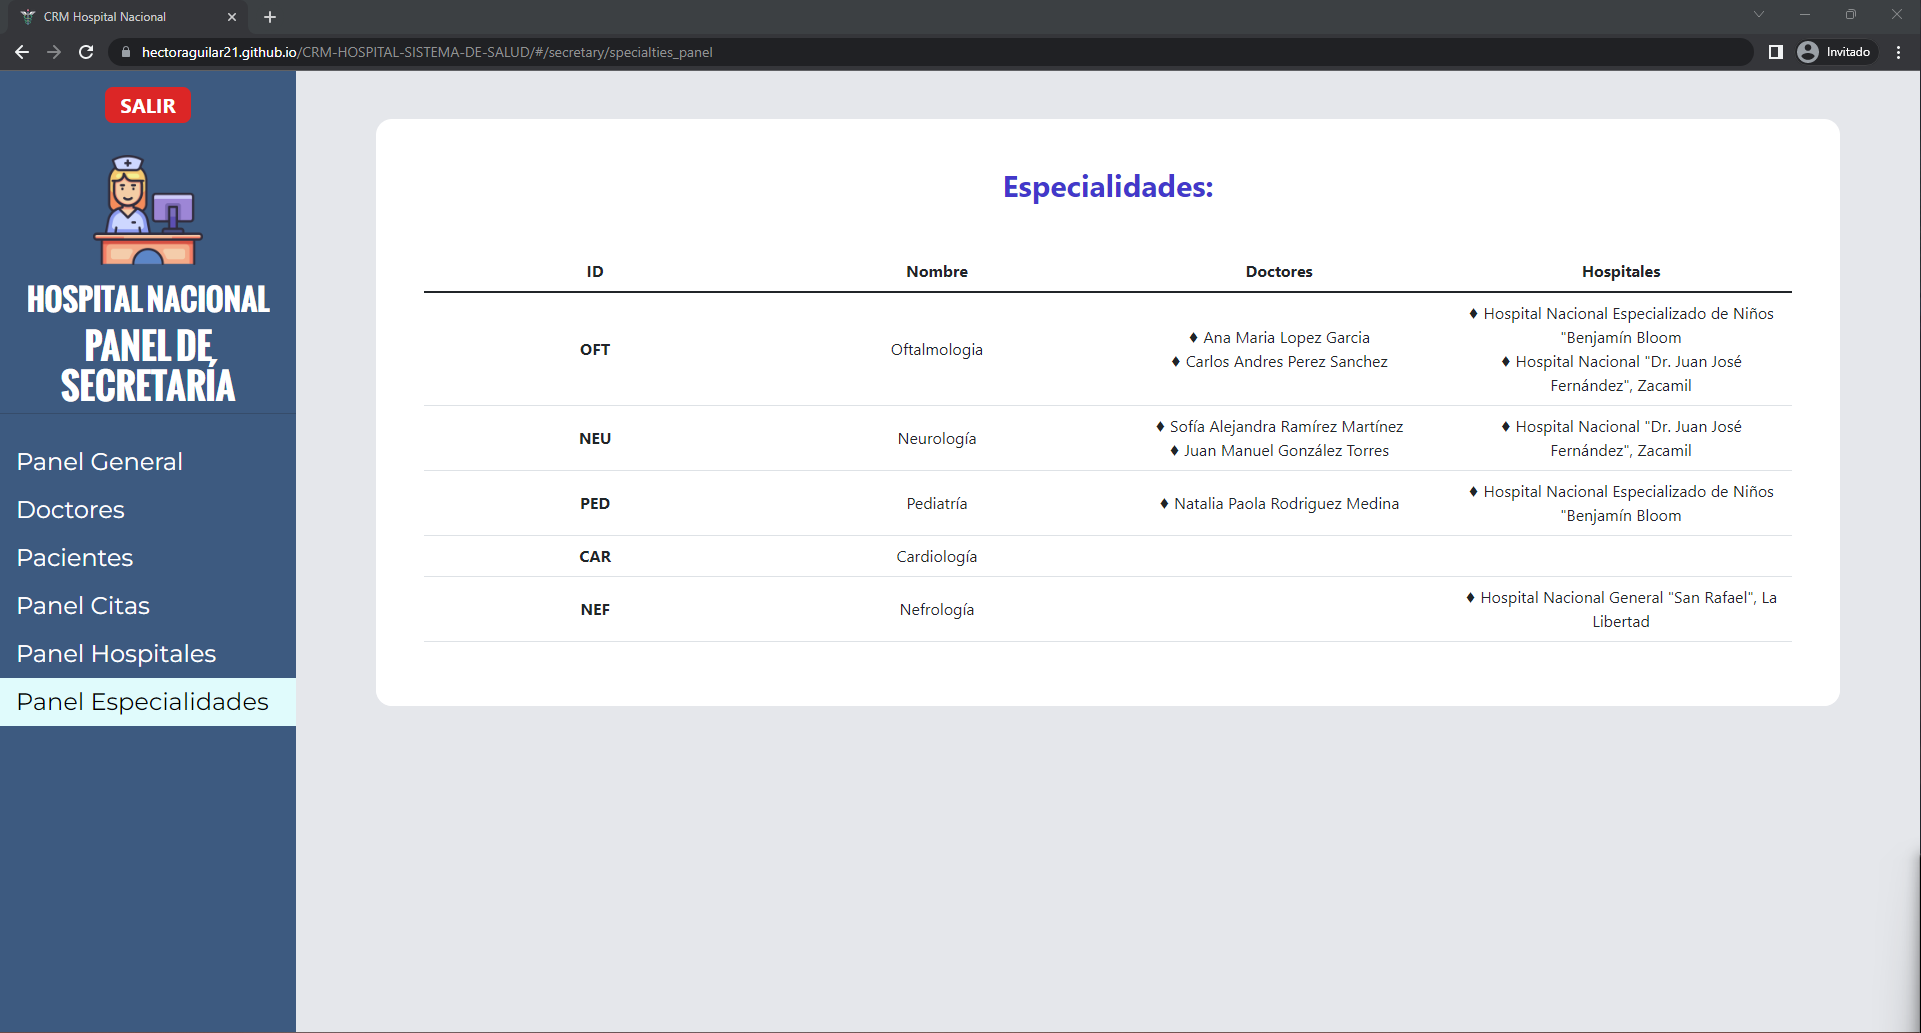 CRM Hospital Nacional
hectoraguilar21.github.io/CRM-HOSPITAL-SISTEMA-DE-SALUD/#/secretary/specialties_panel
Invitado
SALIR
HOSPITAL NACIONAL
PANEL DE
SECRETARÍA
Panel General
Doctores
Pacientes
Panel Citas
Panel Hospitales
Panel Especialidades
Especialidades:
ID Nombre Doctores Hospitales
OFT
Oftalmologia
♦ Ana Maria Lopez Garcia
♦ Carlos Andres Perez Sanchez
♦ Hospital Nacional Especializado de Niños
"Benjamín Bloom
♦ Hospital Nacional "Dr. Juan José
Fernández", Zacamil
NEU
Neurología
♦ Sofía Alejandra Ramírez Martínez
♦ Juan Manuel González Torres
♦ Hospital Nacional "Dr. Juan José
Fernández", Zacamil
PED
Pediatría
♦ Natalia Paola Rodriguez Medina
♦ Hospital Nacional Especializado de Niños
"Benjamín Bloom
CAR
Cardiología
NEF
Nefrología
♦ Hospital Nacional General "San Rafael", La
Libertad